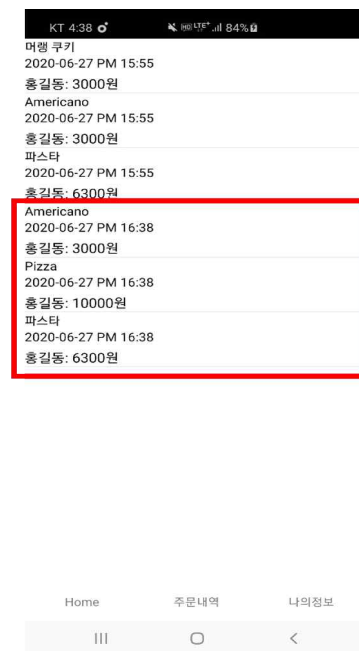 KT 4:38
HD LTE+ 84%
머랭 쿠키
2020-06-27 PM 15:55
홍길동: 3000원
Americano
2020-06-27 PM 15:55
홍길동: 3000원
파스타
2020-06-27 PM 15:55
홍길동: 6300원
Americano
2020-06-27 PM 16:38
홍길동: 3000원
Pizza
2020-06-27 PM 16:38
홍길동: 10000원
파스타
2020-06-27 PM 16:38
홍길동: 6300원
Home
주문내역
나의정보